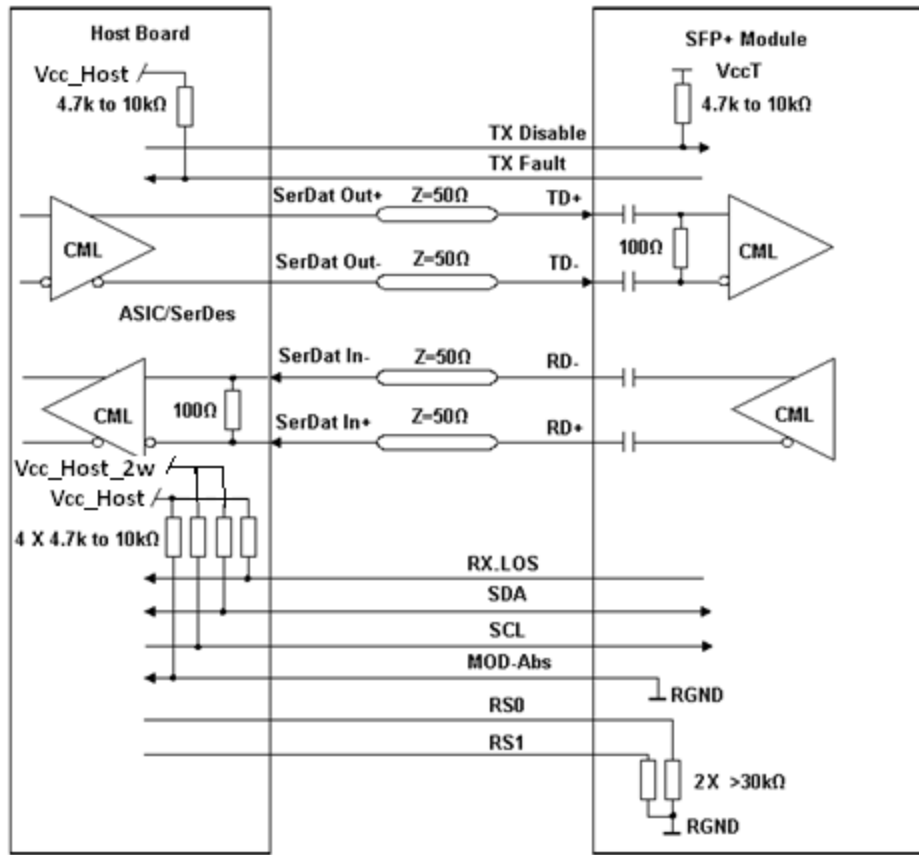 Host Board
SFP+ Module
Vcc_Host
VccT
4.7k to 10kΩ
4.7k to 10kΩ
TX Disable
TX Fault
SerDat Out+
Z=50Ω
TD+
CML
100Ω
CML
SerDat Out-
Z=50Ω
TD-
ASIC/SerDes
SerDat In-
Z=50Ω
RD-
CML
100Ω
CML
SerDat In+
Z=50Ω
RD+
Vcc_Host_2w
Vcc_Host
4 X 4.7k to 10kΩ
RX.LOS
SDA
SCL
MOD-Abs
RGND
RS0
RS1
2X >30kΩ
RGND